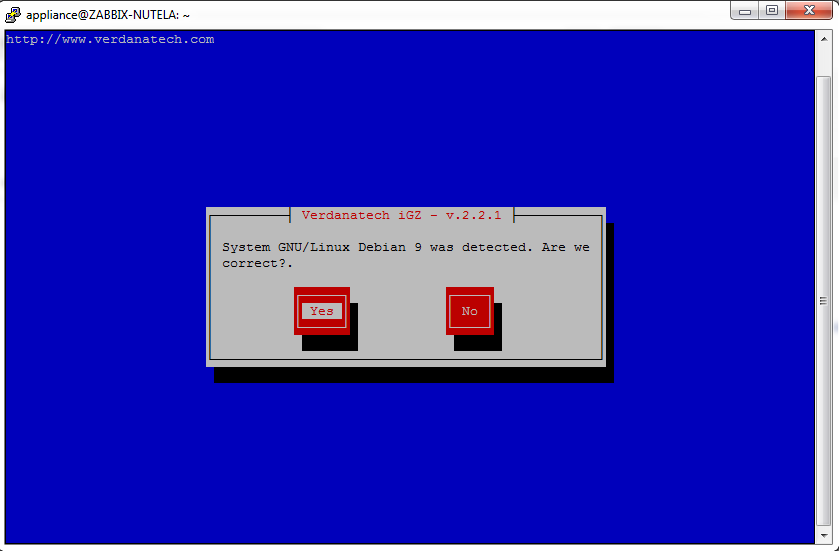 appliance@ZABBIX-NUTELA: ~
http://www.verdanatech.com
Verdanatech iGZ - v.2.2.1
System GNU/Linux Debian 9 was detected. Are we
correct?.
Yes No